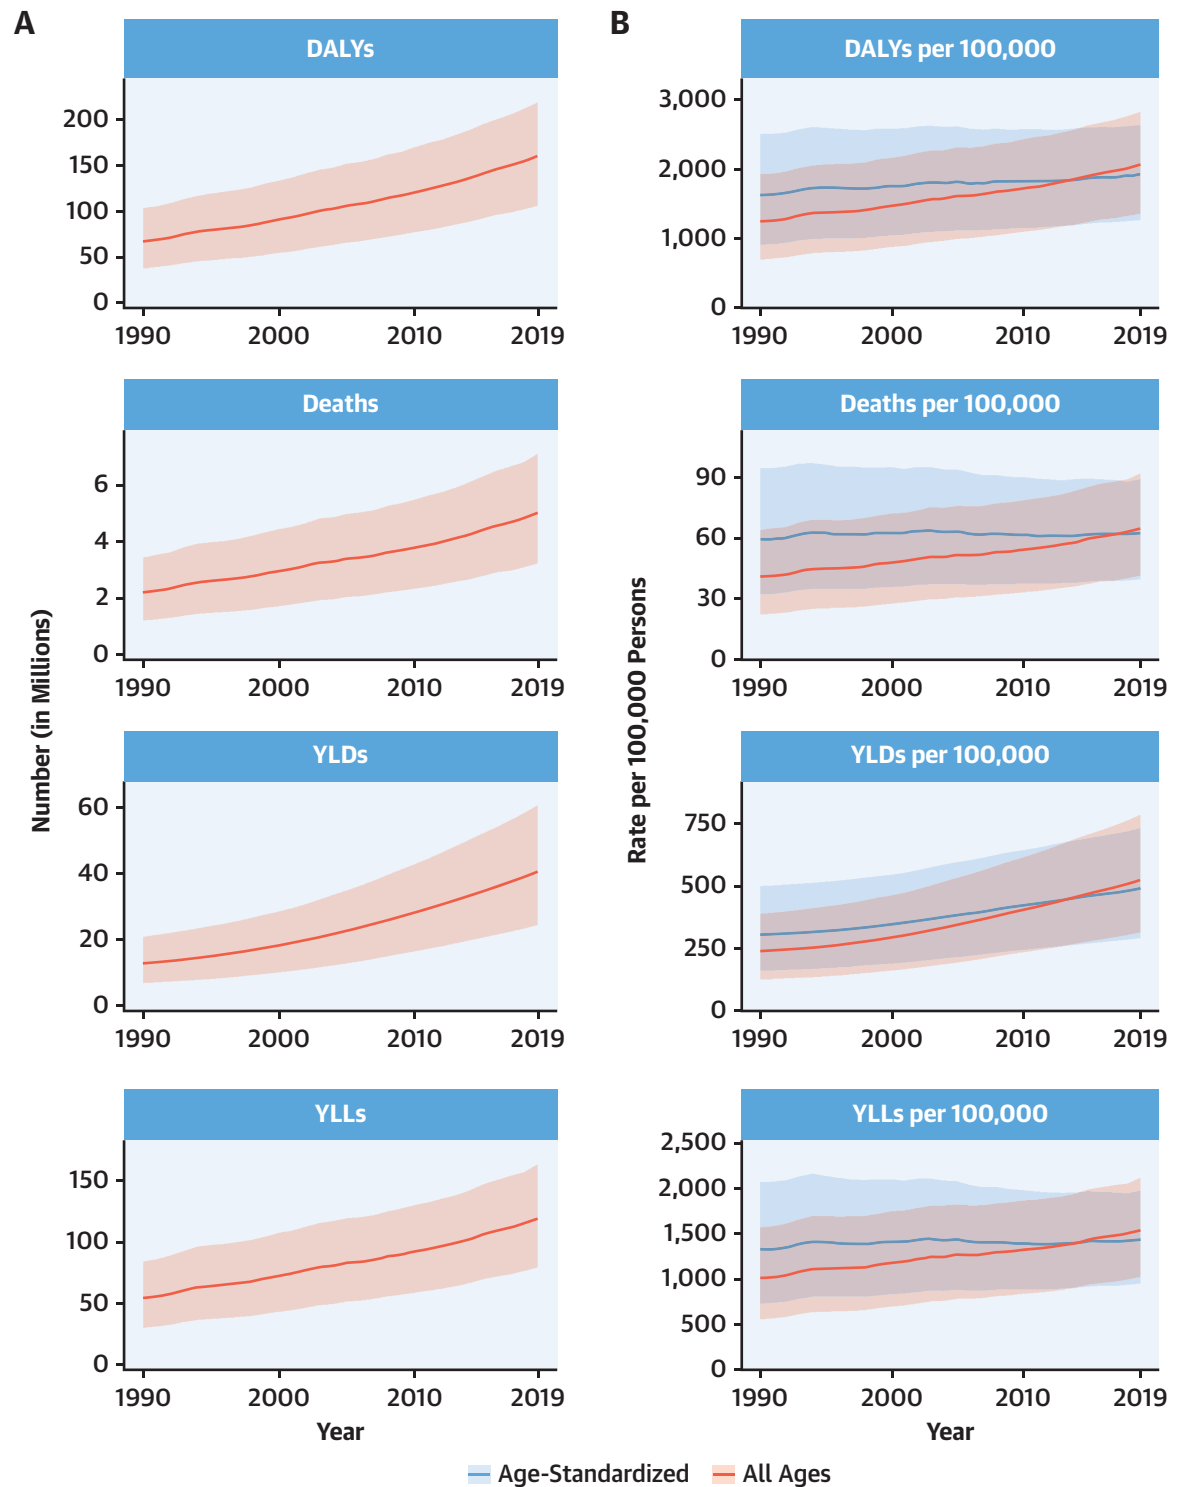 A
DALYs
200
150
100
50
0
1990 2000 2010 2019
Deaths
6
4
2
0
1990 2000 2010 2019
YLDs
60
40
20
0
1990 2000 2010 2019
YLLs
150
100
50
0
1990 2000 2010 2019
Year
Number (in Millions)
B
DALYs per 100,000
3,000
2,000
1,000
0
1990 2000 2010 2019
Deaths per 100,000
90
60
30
0
1990 2000 2010 2019
YLDs per 100,000
750
500
250
0
1990 2000 2010 2019
YLLs per 100,000
2,500
2,000
1,500
1,000
500
0
1990 2000 2010 2019
Year
Rate per 100,000 Persons
Age-Standardized All Ages